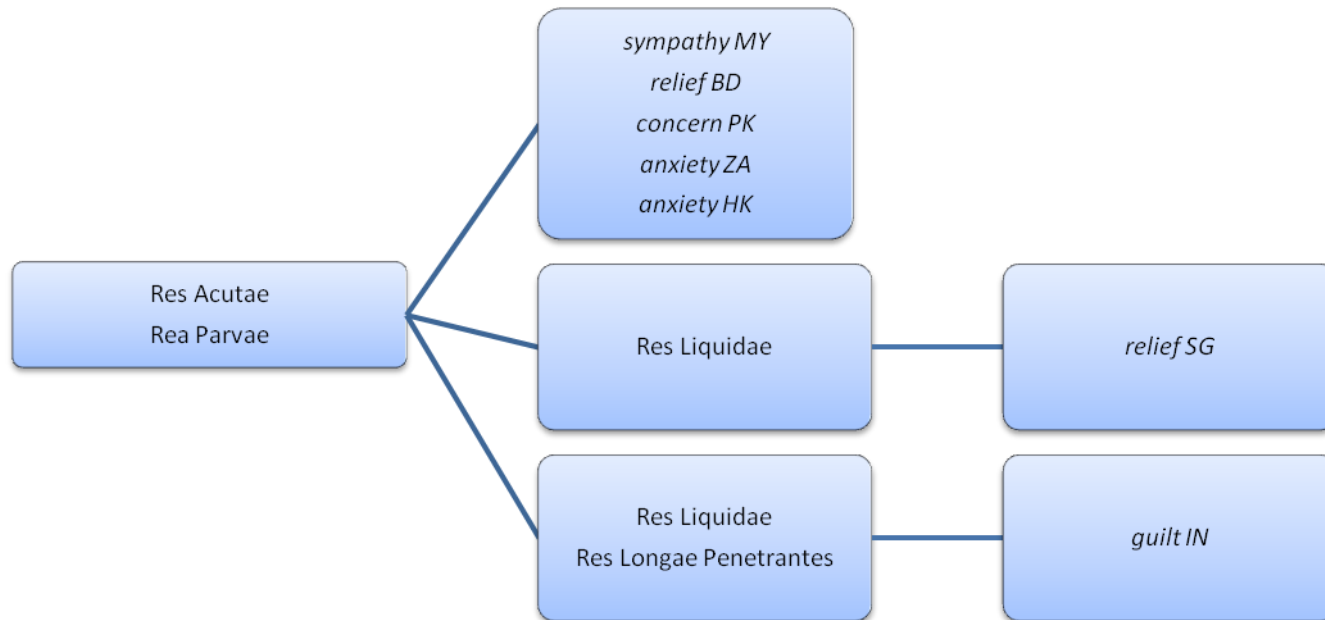 sympathy MY
relief BD
concern PK
anxiety ZA
anxiety HK
Res Acutae
Rea Parvae
Res Liquidae
relief SG
Res Liquidae
Res Longae Penetrantes
guilt IN